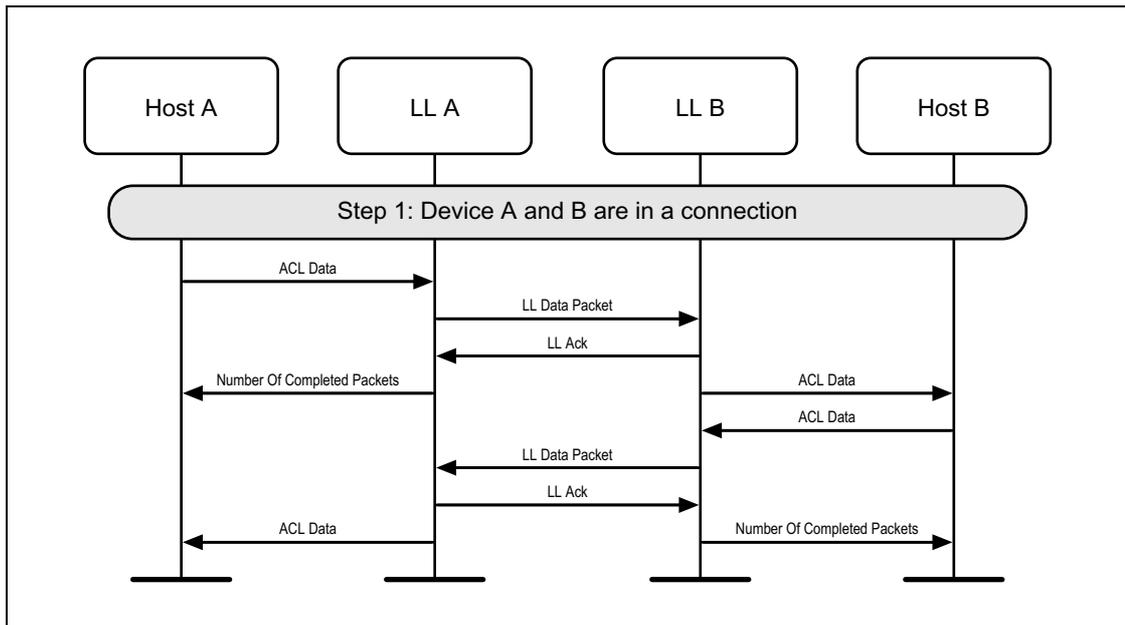 Host A
LL A
LL B
Host B
Step 1: Device A and B are in a connection
ACL Data
LL Data Packet
LL Ack
Number Of Completed Packets
ACL Data
ACL Data
LL Data Packet
LL Ack
ACL Data
Number Of Completed Packets